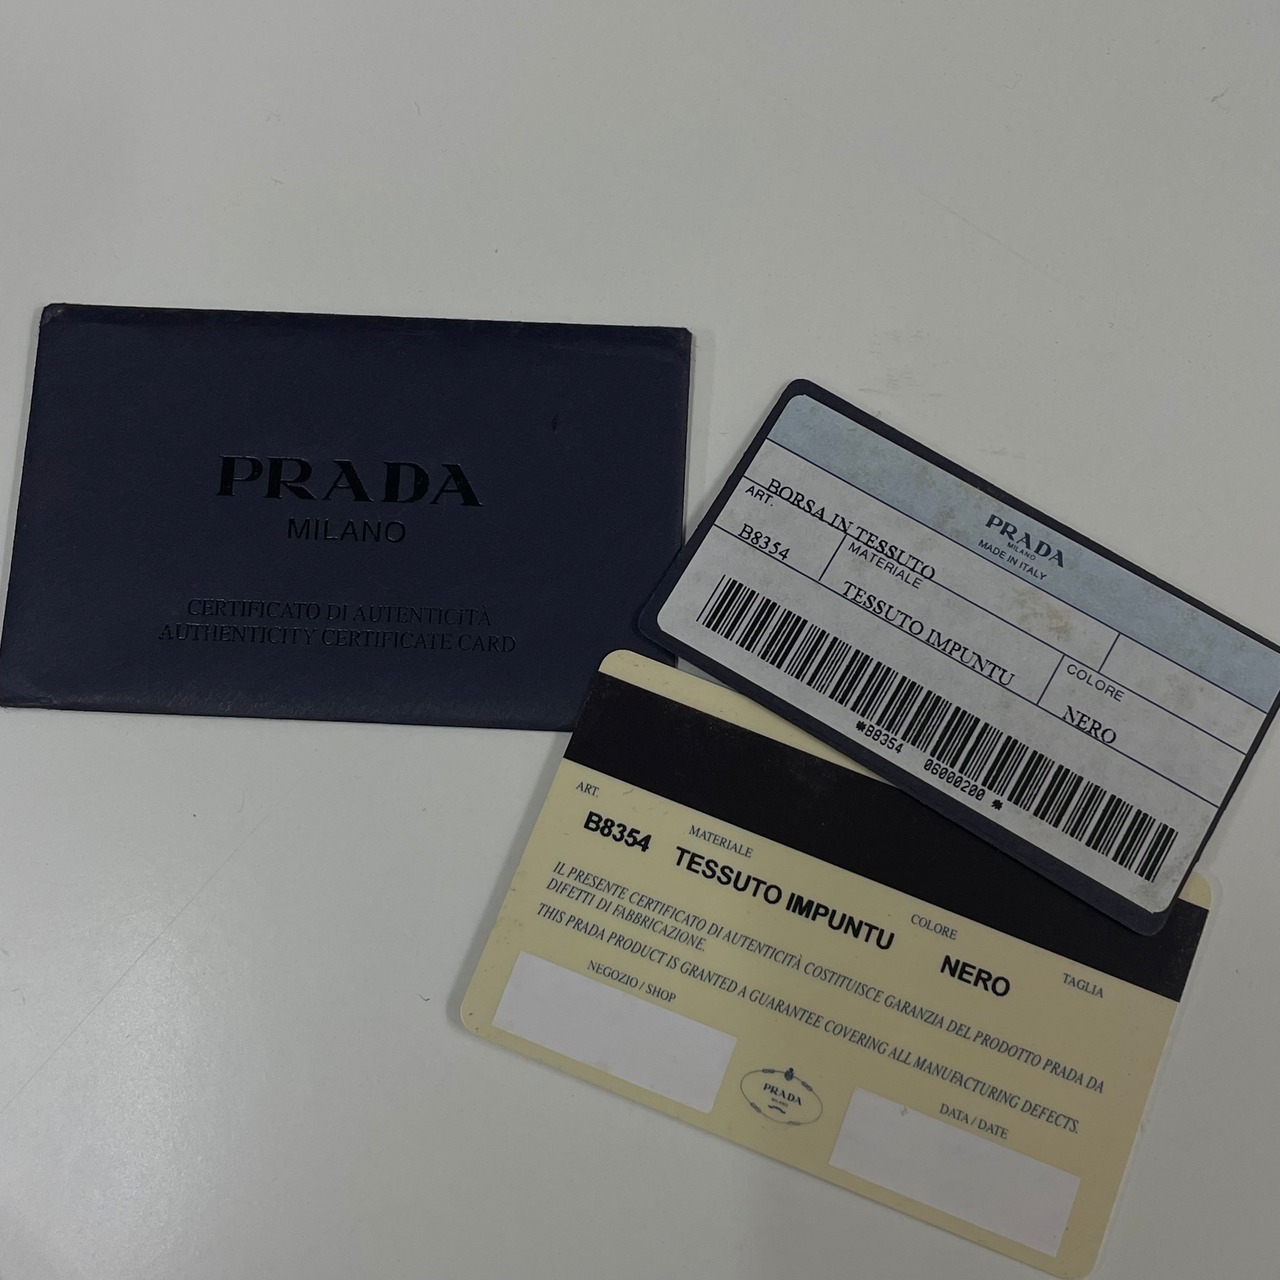 PRADA
MILANO
CERTIFICATO DI AUTENTICITÀ
AUTHENTICITY CERTIFICATE CARD
PRADA
MILANO
MADE IN ITALY
BORSA IN TESSUTO
ART.
B8354
MATERIALE
TESSUTO IMPUNTU
COLORE
NERO
*B8354 06000200 *
ART.
B8354
MATERIALE
TESSUTO IMPUNTU
COLORE
NERO
TAGLIA
IL PRESENTE CERTIFICATO DI AUTENTICITÀ COSTITUISCE GARANZIA DEL PRODOTTO PRADA DA
DIFETTI DI FABBRICAZIONE.
THIS PRADA PRODUCT IS GRANTED A GUARANTEE COVERING ALL MANUFACTURING DEFECTS.
NEGOZIO / SHOP
PRADA
MILANO
DATA / DATE